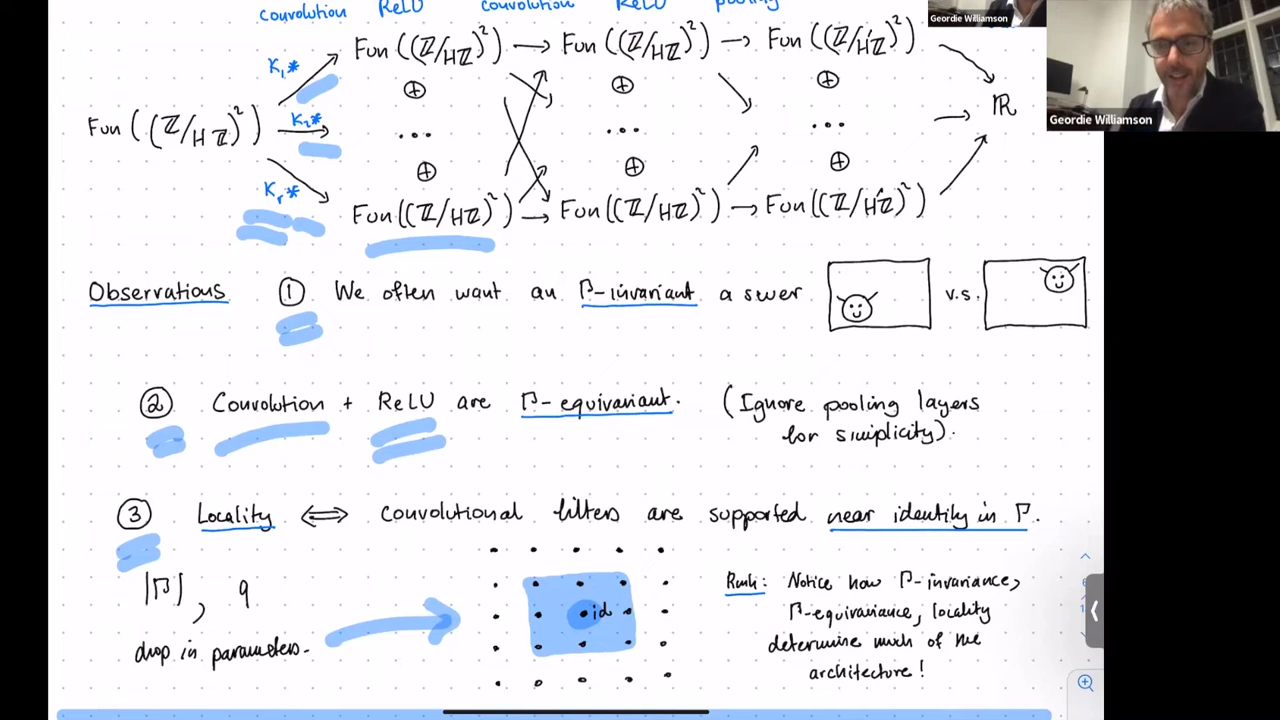 convolution ReLU convolution ReLU pooling
Geordie Williamson
Geordie Williamson
Fun ((ℤ/Hℤ)²) → Fun ((ℤ/Hℤ)²) → Fun ((ℤ/H'ℤ)²)
K₁*
⊕ ⊕ ⊕
Fun ((ℤ/Hℤ)²) K₂* ... ... ... ℝ
⊕ ⊕ ⊕
Kᵣ*
Fun ((ℤ/Hℤ)²) → Fun ((ℤ/Hℤ)²) → Fun ((ℤ/H'ℤ)²)
Observations ① We often want an Γ-invariant a swer v.s.
② Convolution + ReLU are Γ-equivariant. (Ignore pooling layers
for simplicity).
③ Locality ⟺ convolutional filters are supported near identity in Γ.
|Γ|, 9
drop in parameters.
id
Rmk: Notice how Γ-invariance,
Γ-equivariance, locality
determine much of the
architecture!